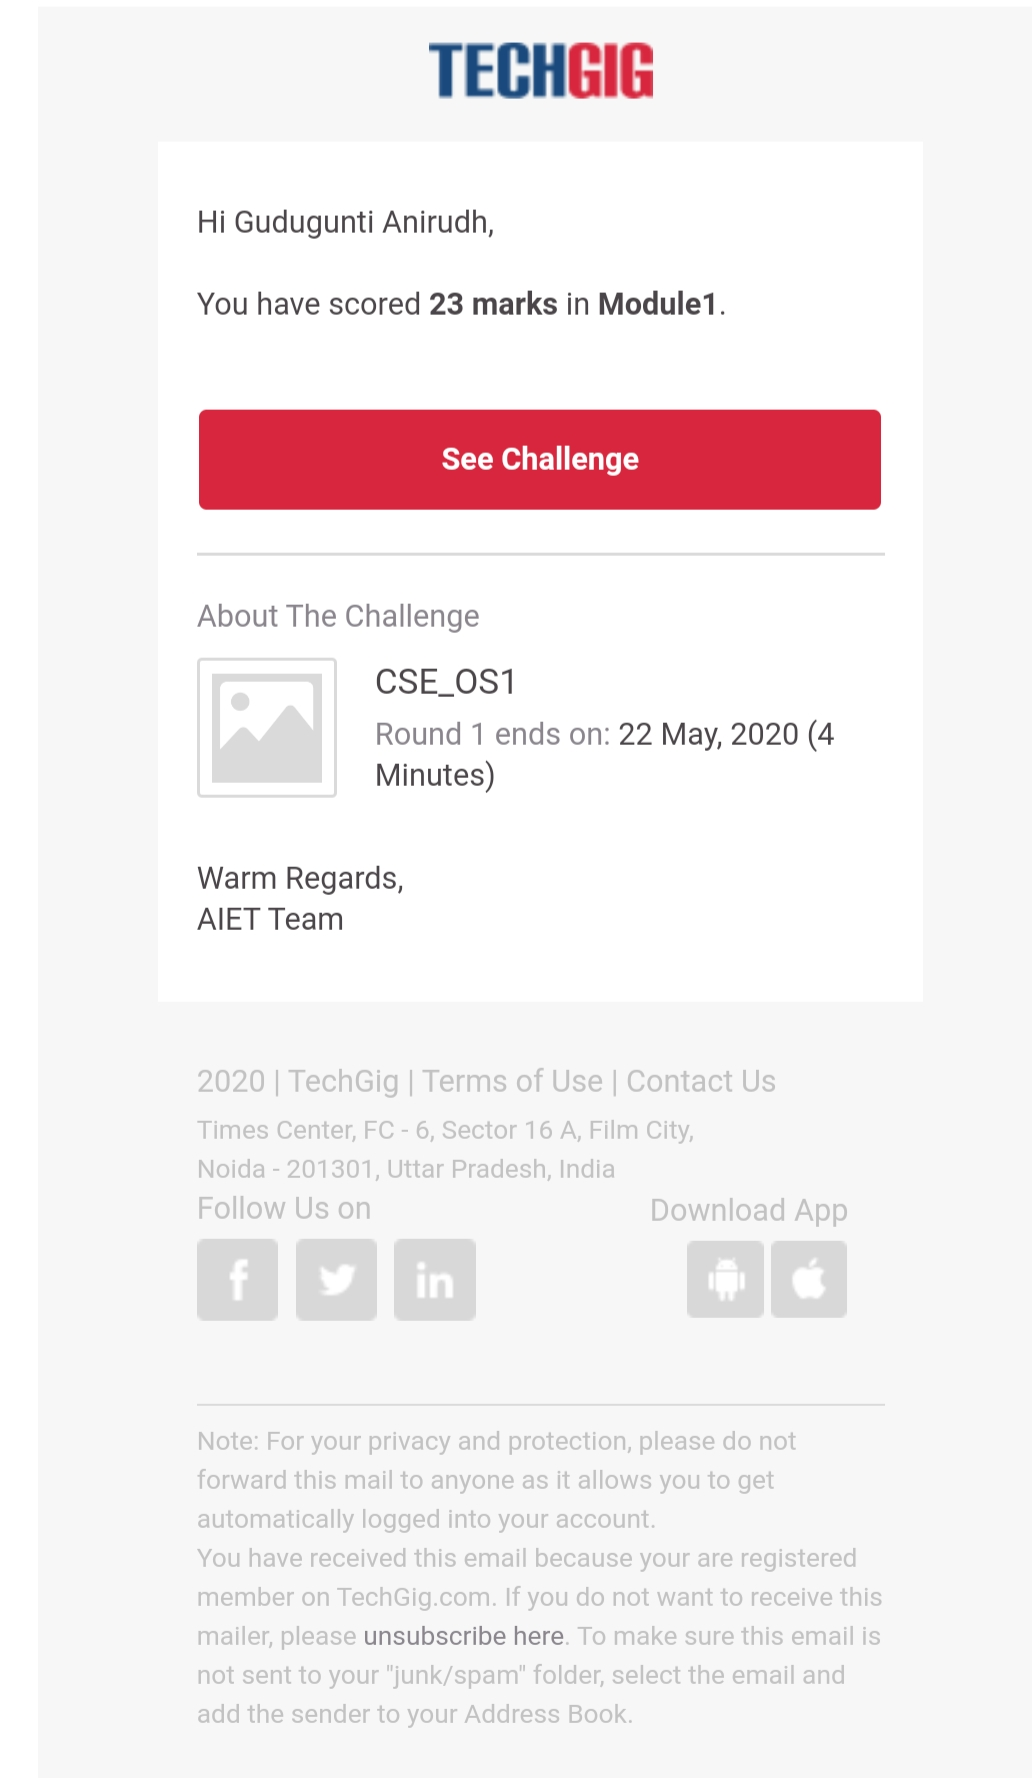 TECHGIG
Hi Gudugunti Anirudh,
You have scored 23 marks in Module1.
See Challenge
About The Challenge
CSE_OS1
Round 1 ends on: 22 May, 2020 (4
Minutes)
Warm Regards,
AIET Team
2020 | TechGig | Terms of Use | Contact Us
Times Center, FC - 6, Sector 16 A, Film City,
Noida - 201301, Uttar Pradesh, India
Follow Us on
Download App
f
in
Note: For your privacy and protection, please do not
forward this mail to anyone as it allows you to get
automatically logged into your account.
You have received this email because your are registered
member on TechGig.com. If you do not want to receive this
mailer, please unsubscribe here. To make sure this email is
not sent to your "junk/spam" folder, select the email and
add the sender to your Address Book.